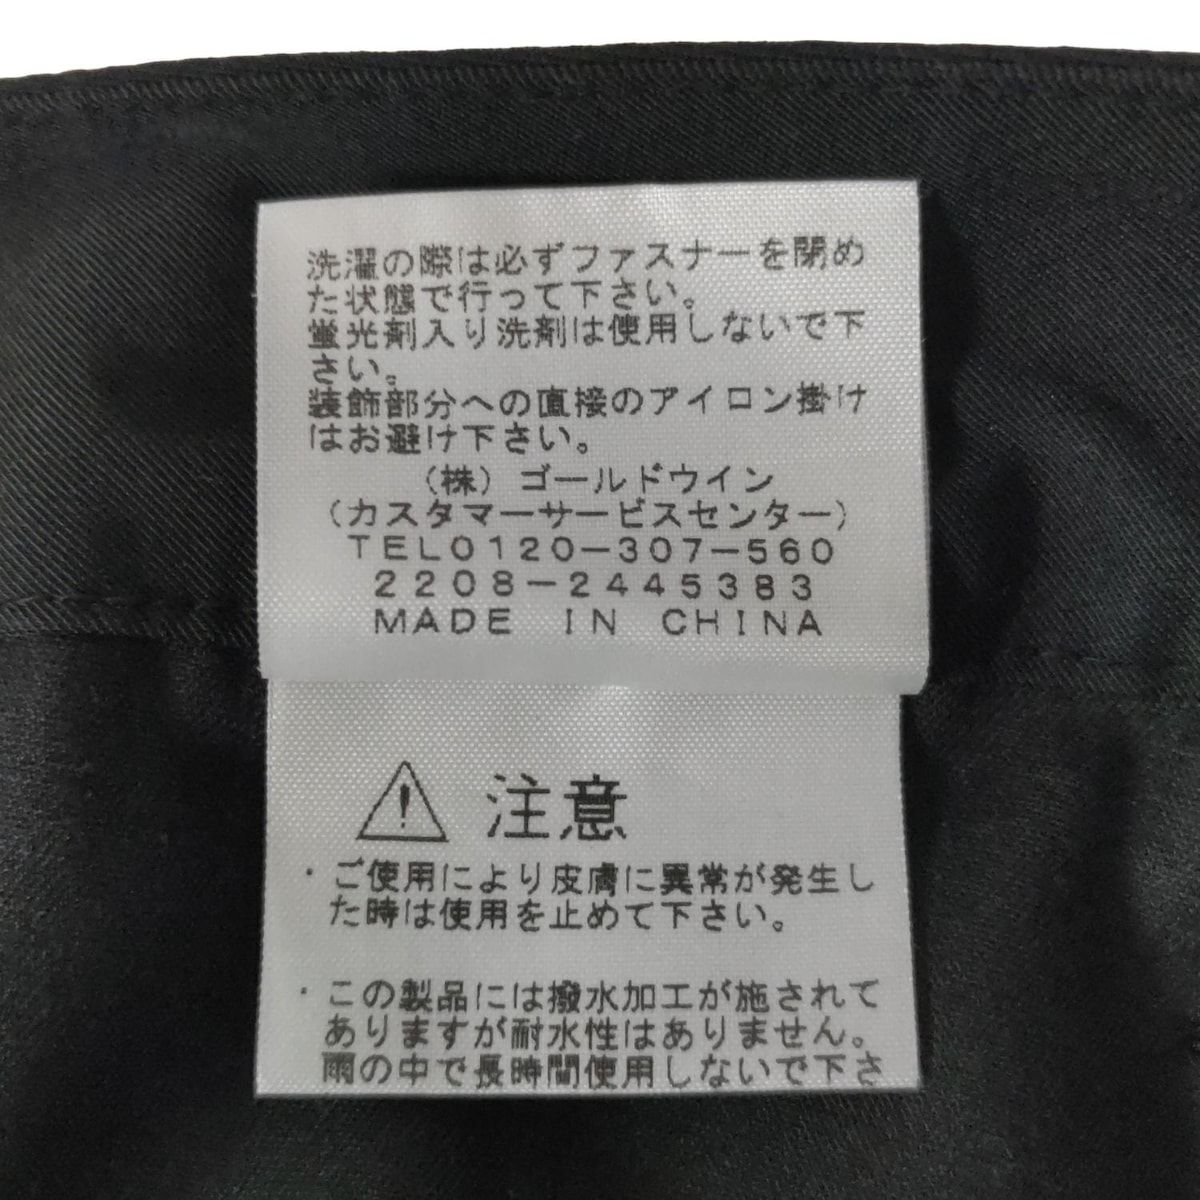 洗濯の際は必ずファスナーを閉め
た状態で行って下さい。
蛍光剤入り洗剤は使用しないで下
さい。
装飾部分への直接のアイロン掛け
はお避け下さい。
(株)ゴールドウイン
(カスタマーサービスセンター)
TEL0120-307-560
2208-2445383
MADE IN CHINA
注意
・ご使用により皮膚に異常が発生し
た時は使用を止めて下さい。
・この製品には撥水加工が施されて
ありますが耐水性はありません。
雨の中で長時間使用しないで下さ